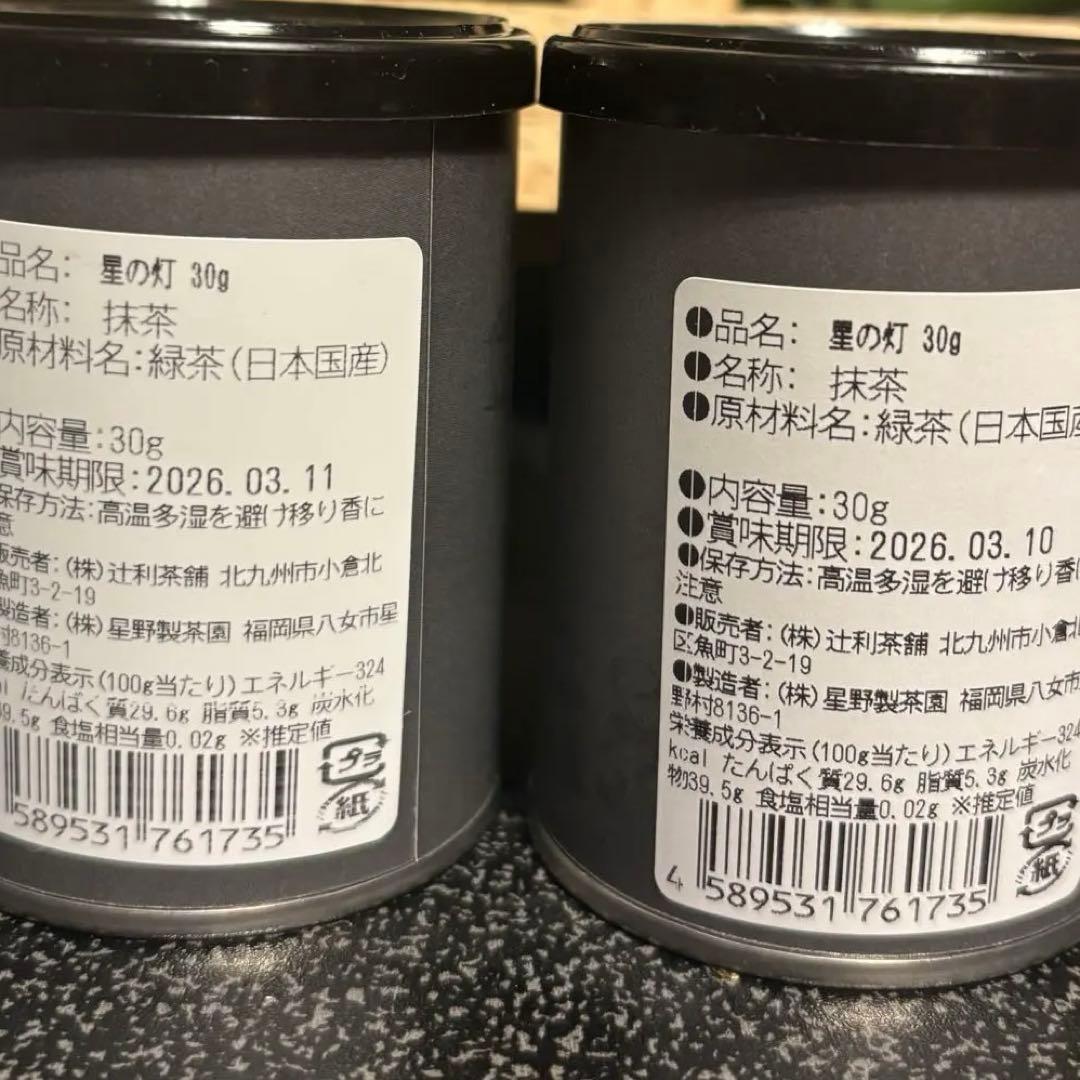 品名: 星の灯 30g
名称: 抹茶
原材料名:緑茶(日本国産)
内容量:30g
賞味期限:2026.03.11
保存方法:高温多湿を避け移り香に
意
販売者:(株)辻利茶舗 北九州市小倉北
魚町3-2-19
製造者:(株)星野製茶園 福岡県八女市星
村8136-1
養成分表示(100g当たり)エネルギー324
al たんぱく質29.6g 脂質5.3g 炭水化
39.5g 食塩相当量0.02g ※推定値
プラ
紙
589531 761735
●品名: 星の灯 30g
●名称: 抹茶
●原材料名:緑茶(日本国産
●内容量:30g
●賞味期限:2026.03.10
●保存方法:高温多湿を避け移り香に
注意
●販売者:(株)辻利茶舗 北九州市小倉北
区魚町3-2-19
●製造者:(株)星野製茶園 福岡県八女市
野村8136-1
栄養成分表示(100g当たり)エネルギー324
kcal たんぱく質29.6g 脂質5.3g 炭水化
物39.5g 食塩相当量0.02g ※推定値
プラ
紙
4 589531 761735